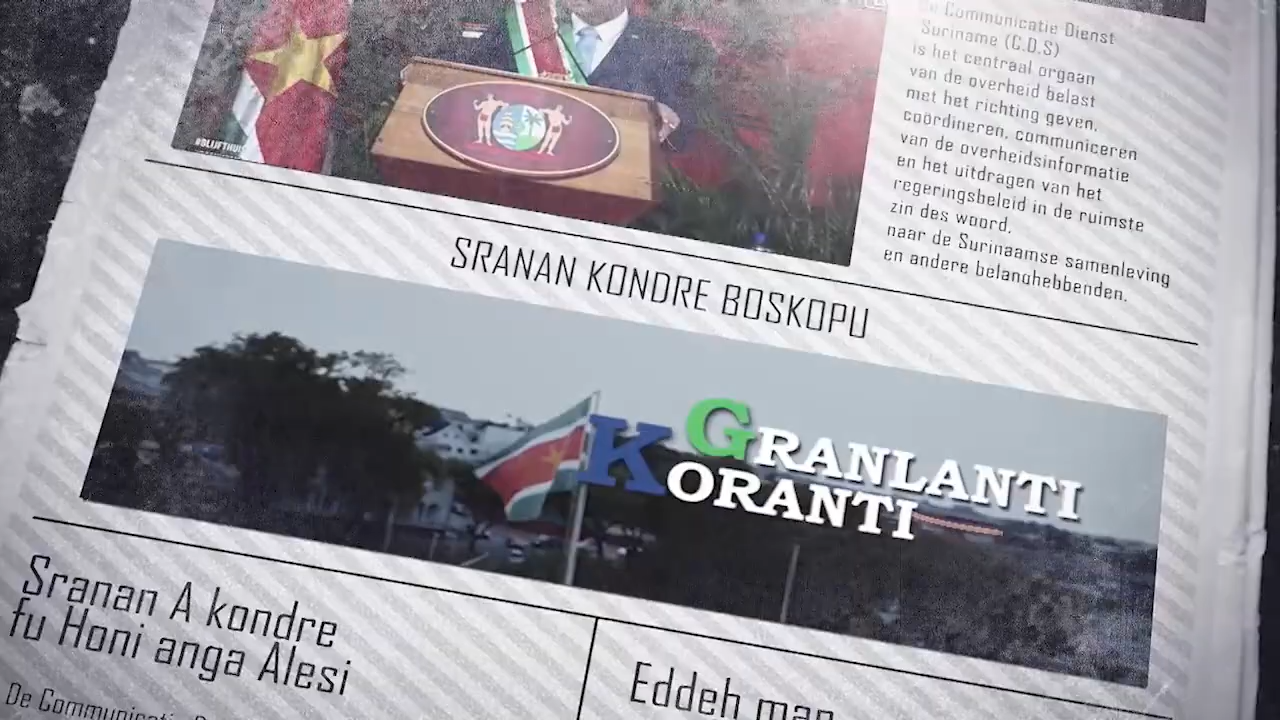 De Communicatie Dienst
Suriname (C.D.S)
is het centraal orgaan
van de overheid belast
met het richting geven,
coördineren, communiceren
van de overheidsinformatie
en het uitdragen van het
regeringsbeleid in de ruimste
zin des woord,
naar de Surinaamse samenleving
en andere belanghebbenden.
SRANAN KONDRE BOSKOPU
GRANLANTI
KORANTI
Sranan A kondre
fu Honi anga Alesi
De Communicatie
Eddeh man